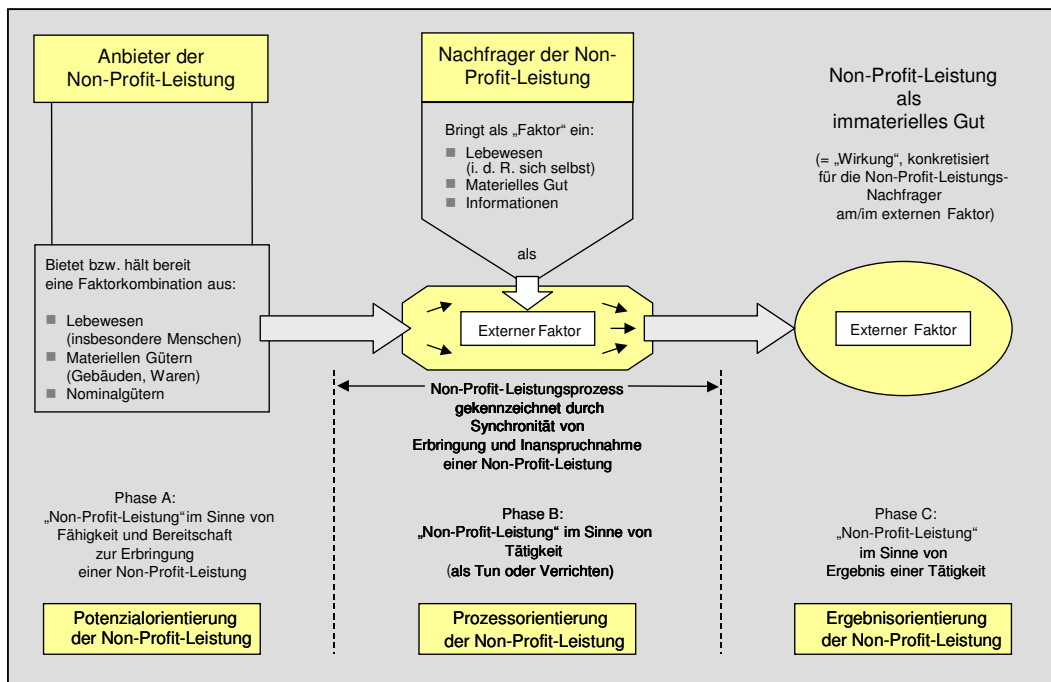 Anbieter der
Non-Profit-Leistung
Bietet bzw. hält bereit
eine Faktorkombination aus:
Lebewesen
(insbesondere Menschen)
Materiellen Gütern
(Gebäuden, Waren)
Nominalgütern
Nachfrager der Non-
Profit-Leistung
Bringt als „Faktor“ ein:
Lebewesen
(i. d. R. sich selbst)
Materielles Gut
Informationen
als
Externer Faktor
Non-Profit-Leistungsprozess
gekennzeichnet durch
Synchronität von
Erbringung und Inanspruchnahme
einer Non-Profit-Leistung
Non-Profit-Leistung
als
immaterielles Gut
(= „Wirkung“, konkretisiert
für die Non-Profit-Leistungs-
Nachfrager
am/im externen Faktor)
Externer Faktor
Phase A:
„Non-Profit-Leistung“im Sinne von
Fähigkeit und Bereitschaft
zur Erbringung
einer Non-Profit-Leistung
Potenzialorientierung
der Non-Profit-Leistung
Phase B:
„Non-Profit-Leistung“ im Sinne von
Tätigkeit
(als Tun oder Verrichten)
Prozessorientierung
der Non-Profit-Leistung
Phase C:
„Non-Profit-Leistung“
im Sinne von
Ergebnis einer Tätigkeit
Ergebnisorientierung
der Non-Profit-Leistung